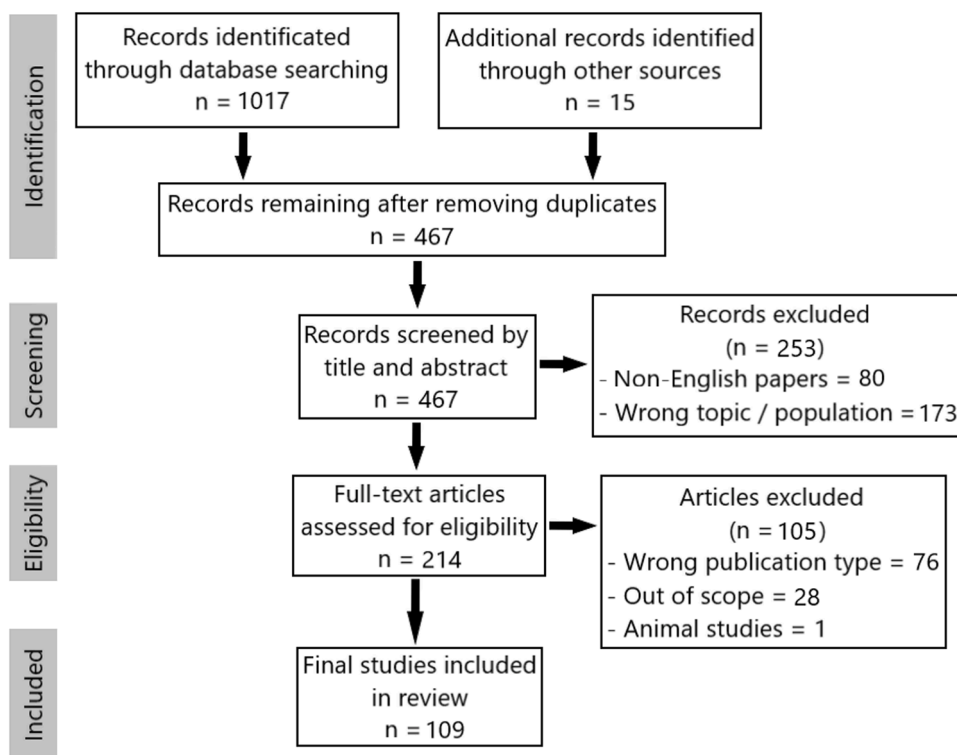 Identification
Records identificated
through database searching
n = 1017
Additional records identified
through other sources
n = 15
Records remaining after removing duplicates
n = 467
Screening
Records screened by
title and abstract
n = 467
Records excluded
(n = 253)
- Non-English papers = 80
- Wrong topic / population = 173
Eligibility
Full-text articles
assessed for eligibility
n = 214
Articles excluded
(n = 105)
- Wrong publication type = 76
- Out of scope = 28
- Animal studies = 1
Included
Final studies included
in review
n = 109